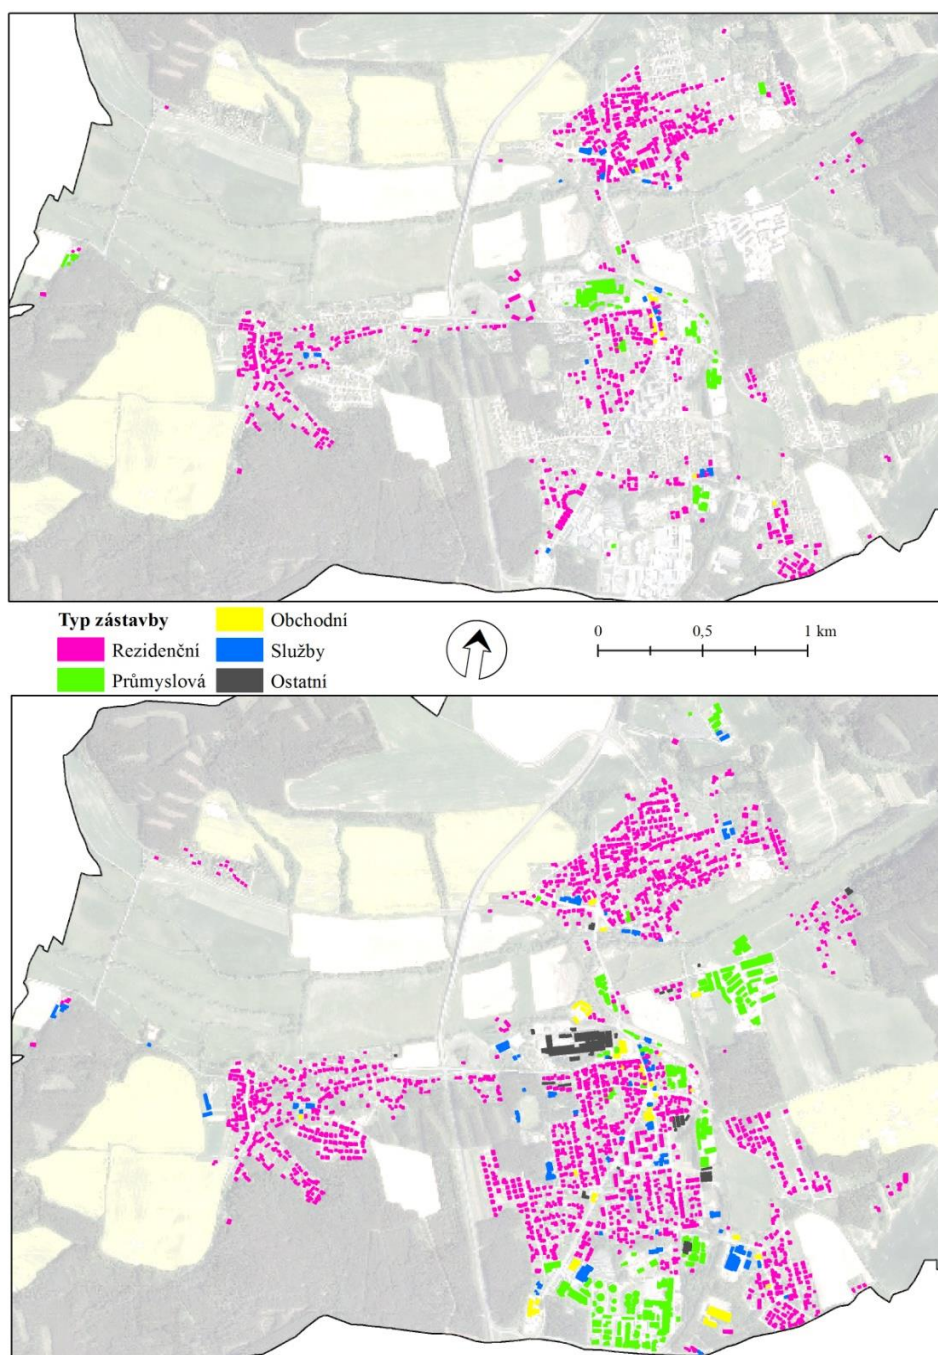 Typ zástavby
Rezidenční
Průmyslová
Obchodní
Služby
Ostatní
0 0,5 1 km